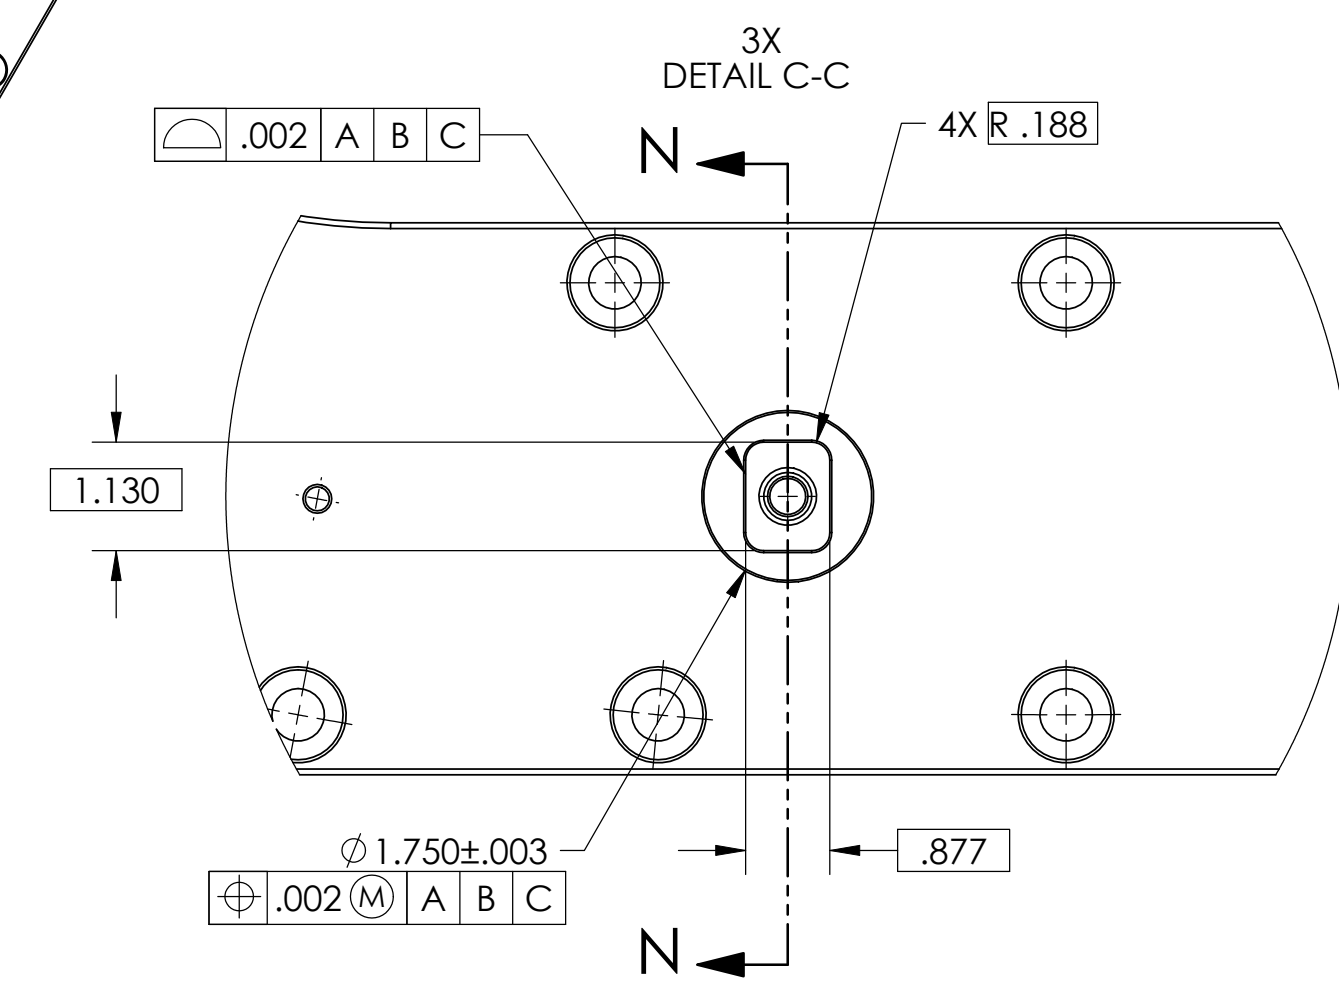 3X
DETAIL C-C
.002 A B C
N
4X R .188
1.130
⌀ 1.750±.003
.877
.002 Ⓜ A B C
N